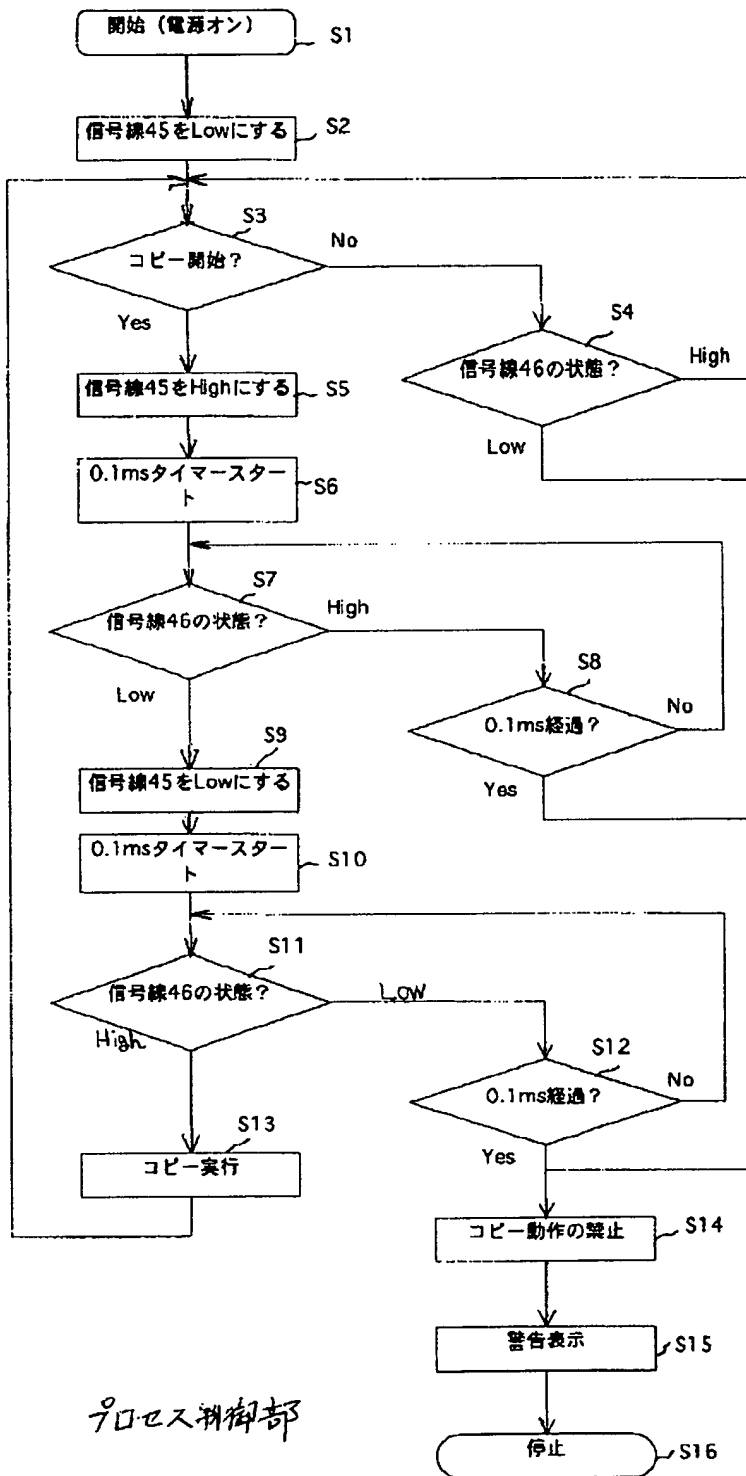 開始（電源オン）
S1
信号線45をLowにする
S2
S3
コピー開始？
No
Yes
S4
信号線46の状態？
High
Low
信号線45をHighにする
S5
0.1msタイマースター
ト
S6
S7
信号線46の状態？
High
Low
S8
0.1ms経過？
No
Yes
S9
信号線45をLowにする
0.1msタイマースター
ト
S10
S11
信号線46の状態？
LOW
High
S12
0.1ms経過？
No
Yes
S13
コピー実行
コピー動作の禁止
S14
警告表示
S15
停止
S16
プロセス制御部